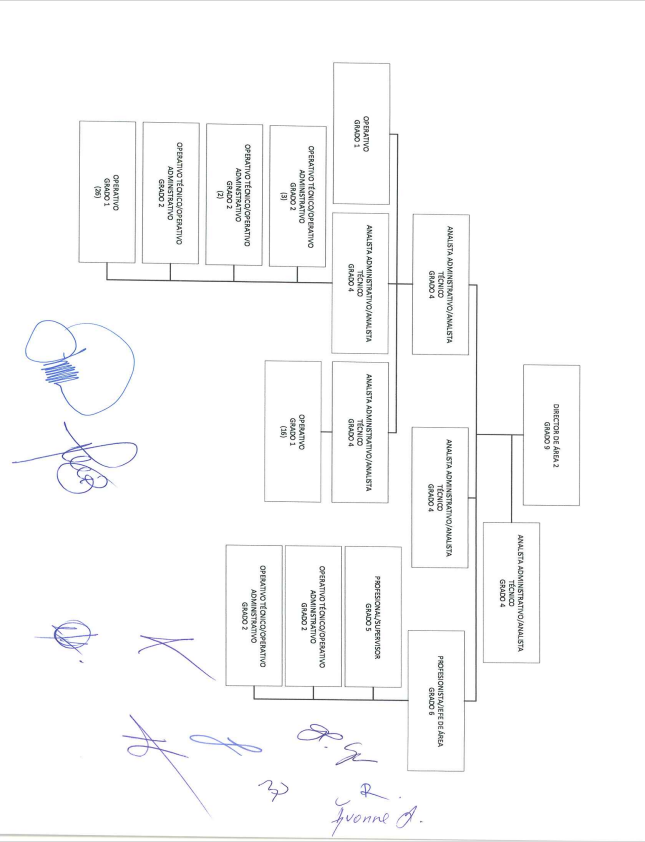 DIRECTOR DE ÁREA 2
GRADO 9
ANALISTA ADMINISTRATIVO/ANALISTA
TÉCNICO
GRADO 4
ANALISTA ADMINISTRATIVO/ANALISTA
TÉCNICO
GRADO 4
ANALISTA ADMINISTRATIVO/ANALISTA
TÉCNICO
GRADO 4
PROFESIONISTA/JEFE DE ÁREA
GRADO 6
OPERATIVO
GRADO 1
ANALISTA ADMINISTRATIVO/ANALISTA
TÉCNICO
GRADO 4
ANALISTA ADMINISTRATIVO/ANALISTA
TÉCNICO
GRADO 4
PROFESIONAL/SUPERVISOR
GRADO 5
OPERATIVO TÉCNICO/OPERATIVO
ADMINISTRATIVO
GRADO 2
(3)
OPERATIVO
GRADO 1
(16)
OPERATIVO TÉCNICO/OPERATIVO
ADMINISTRATIVO
GRADO 2
OPERATIVO TÉCNICO/OPERATIVO
ADMINISTRATIVO
GRADO 2
(2)
OPERATIVO TÉCNICO/OPERATIVO
ADMINISTRATIVO
GRADO 2
OPERATIVO TÉCNICO/OPERATIVO
ADMINISTRATIVO
GRADO 2
OPERATIVO
GRADO 1
(26)